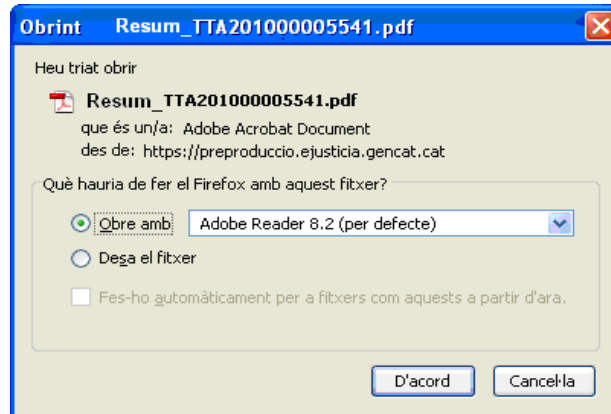 Obrint Resum_TTA201000005541.pdf
Heu triat obrir
Resum_TTA201000005541.pdf
que és un/a: Adobe Acrobat Document
des de: https://preproduccio.ejusticia.gencat.cat
Què hauria de fer el Firefox amb aquest fitxer?
Obre amb Adobe Reader 8.2 (per defecte)
Desa el fitxer
Fes-ho automàticament per a fitxers com aquests a partir d'ara.
D'acord Cancel·la